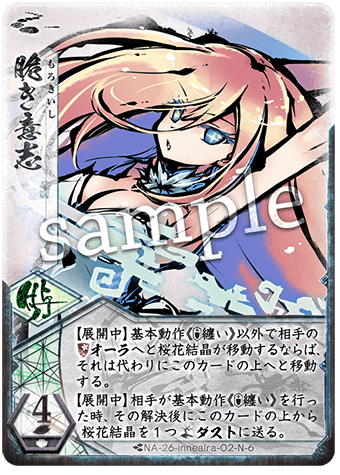 脆き意志
もろきいし
sample
付与
【展開中】基本動作《纏い》以外で相手の
オーラへと桜花結晶が移動するならば、
それは代わりにこのカードの上へと移動
する。
4
【展開中】相手が基本動作《纏い》を行っ
た時、その解決後にこのカードの上から
桜花結晶を１つダストに送る。
NA-26-innealra-O2-N-6